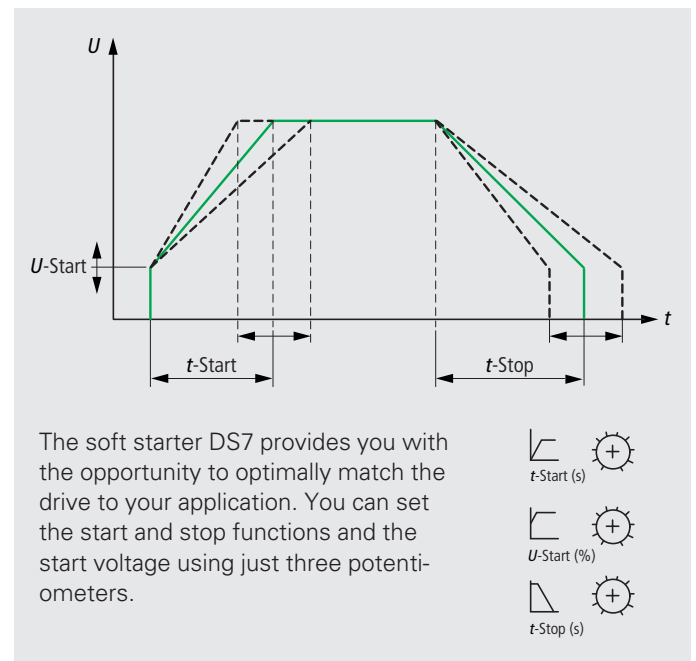 U
U-Start
t
t-Start
t-Stop
The soft starter DS7 provides you with
the opportunity to optimally match the
drive to your application. You can set
the start and stop functions and the
start voltage using just three potenti-
ometers.
t-Start (s)
U-Start (%)
t-Stop (s)